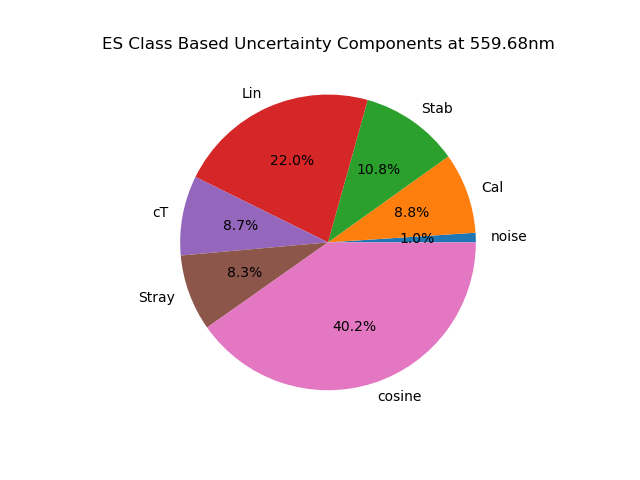 ES Class Based Uncertainty Components at 559.68nm
Lin
Stab
22.0%
10.8%
Cal
cT
8.7%
8.8%
noise
1.0%
8.3%
Stray
40.2%
cosine